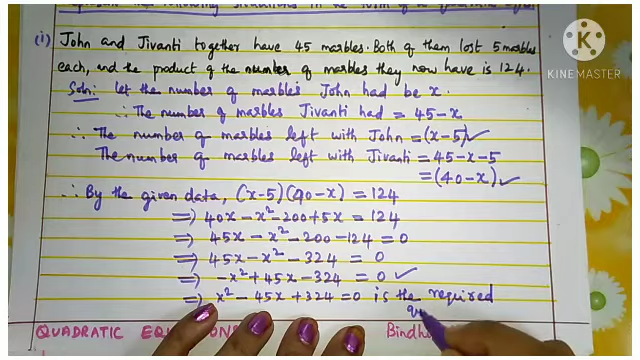 (i) John and Jivanti together have 45 marbles. Both of them lost 5 marbles
each, and the product of the number of marbles they now have is 124.
Soln: let the number of marbles John had be x.
∴ The number of marbles Jivanti had = 45-x
∴ The number of marbles left with John = (x-5) ✓
The number of marbles left with Jivanti = 45-x-5
= (40-x) ✓
∴ By the given data, (x-5)(40-x) = 124
⇒ 40x - x² - 200 + 5x = 124
⇒ 45x - x² - 200 - 124 = 0
⇒ 45x - x² - 324 = 0
⇒ -x² + 45x - 324 = 0 ✓
⇒ x² - 45x + 324 = 0 is the required
QUADRATIC EQUATIONS
Bindh
K
KINEMASTER